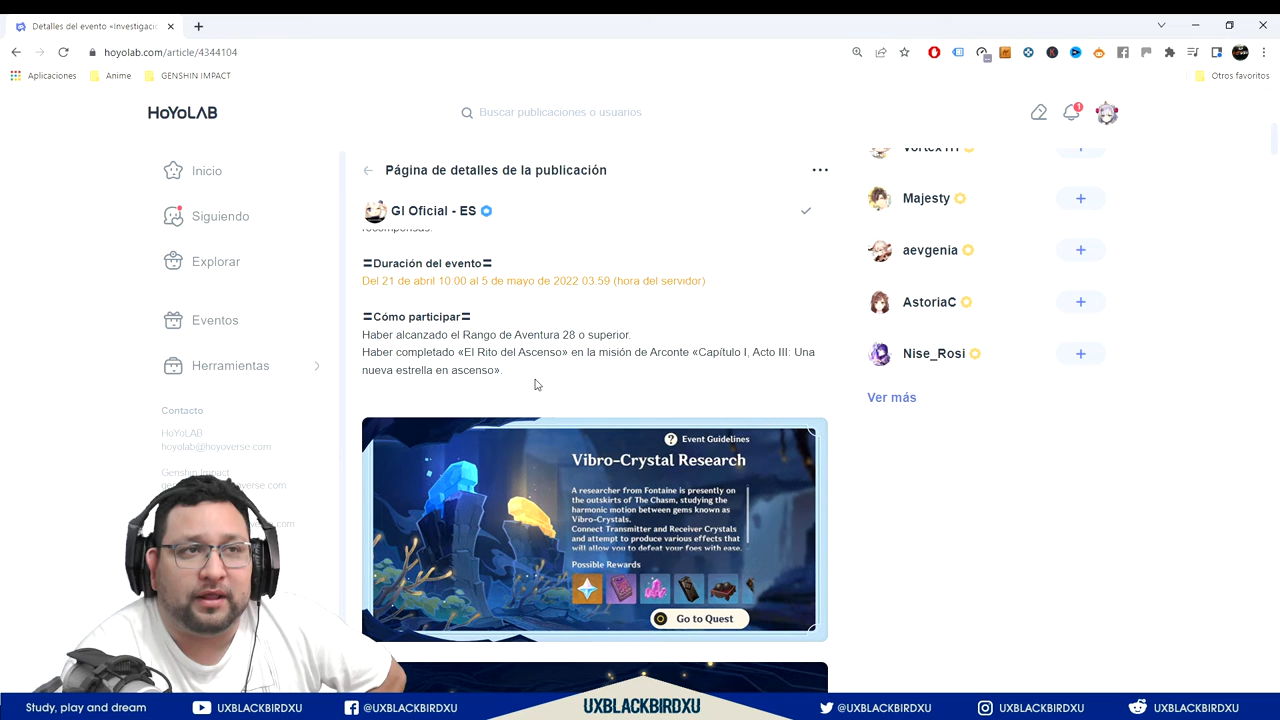 Detalles del evento «Investigaci
hoyolab.com/article/4344104
Aplicaciones
Anime
GENSHIN IMPACT
Otros favoritos
HoYoLAB
Buscar publicaciones o usuarios
1
Inicio
Siguiendo
Explorar
Eventos
Herramientas
Contacto
HoYoLAB
hoyolab@hoyoverse.com
Genshin Impact
Página de detalles de la publicación
GI Oficial - ES
recompensas.
〓Duración del evento〓
Del 21 de abril 10:00 al 5 de mayo de 2022 03:59 (hora del servidor)
〓Cómo participar〓
Haber alcanzado el Rango de Aventura 28 o superior.
Haber completado «El Rito del Ascenso» en la misión de Arconte «Capítulo I, Acto III: Una
nueva estrella en ascenso».
Event Guidelines
Vibro-Crystal Research
A researcher from Fontaine is presently on
the outskirts of The Chasm, studying the
harmonic motion between gems known as
Vibro-Crystals.
Connect Transmitter and Receiver Crystals
and attempt to produce various effects that
will allow you to defeat your foes with ease.
Possible Rewards
Go to Quest
Majesty
aevgenia
AstoriaC
Nise_Rosi
Ver más
Study, play and dream
UXBLACKBIRDXU
@UXBLACKBIRDXU
UXBLACKBIRDXU
@UXBLACKBIRDXU
UXBLACKBIRDXU
UXBLACKBIRDXU